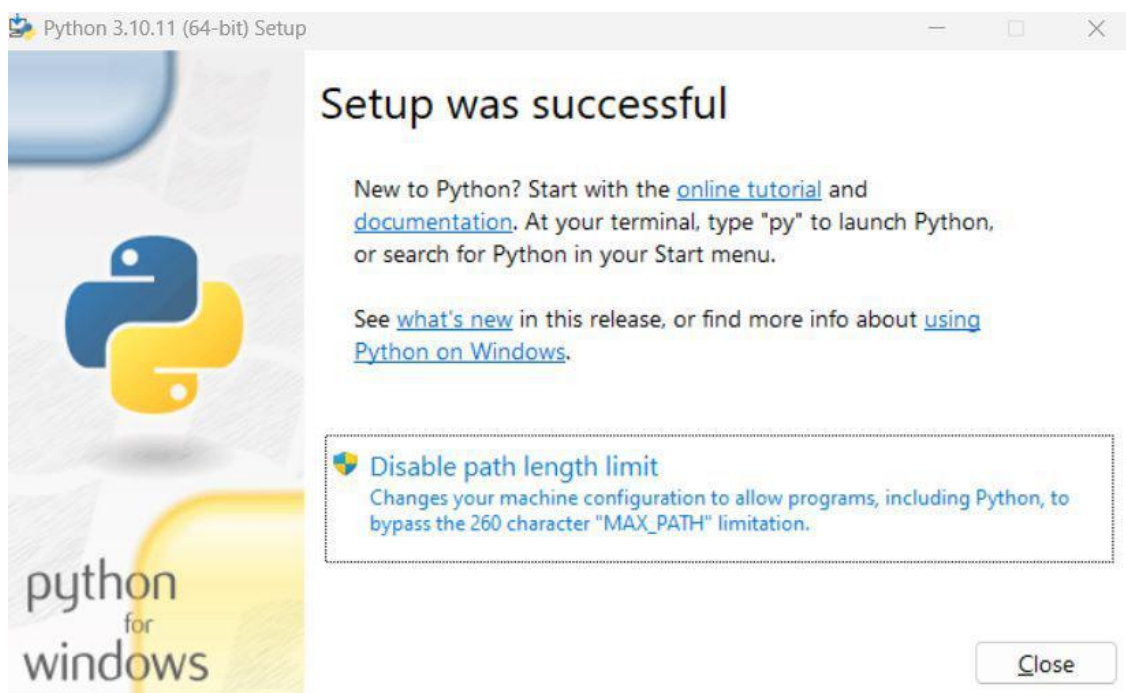 Python 3.10.11 (64-bit) Setup
Setup was successful
New to Python? Start with the online tutorial and
documentation. At your terminal, type "py" to launch Python,
or search for Python in your Start menu.
See what's new in this release, or find more info about using
Python on Windows.
Disable path length limit
Changes your machine configuration to allow programs, including Python, to
bypass the 260 character "MAX_PATH" limitation.
python
for
windows
Close